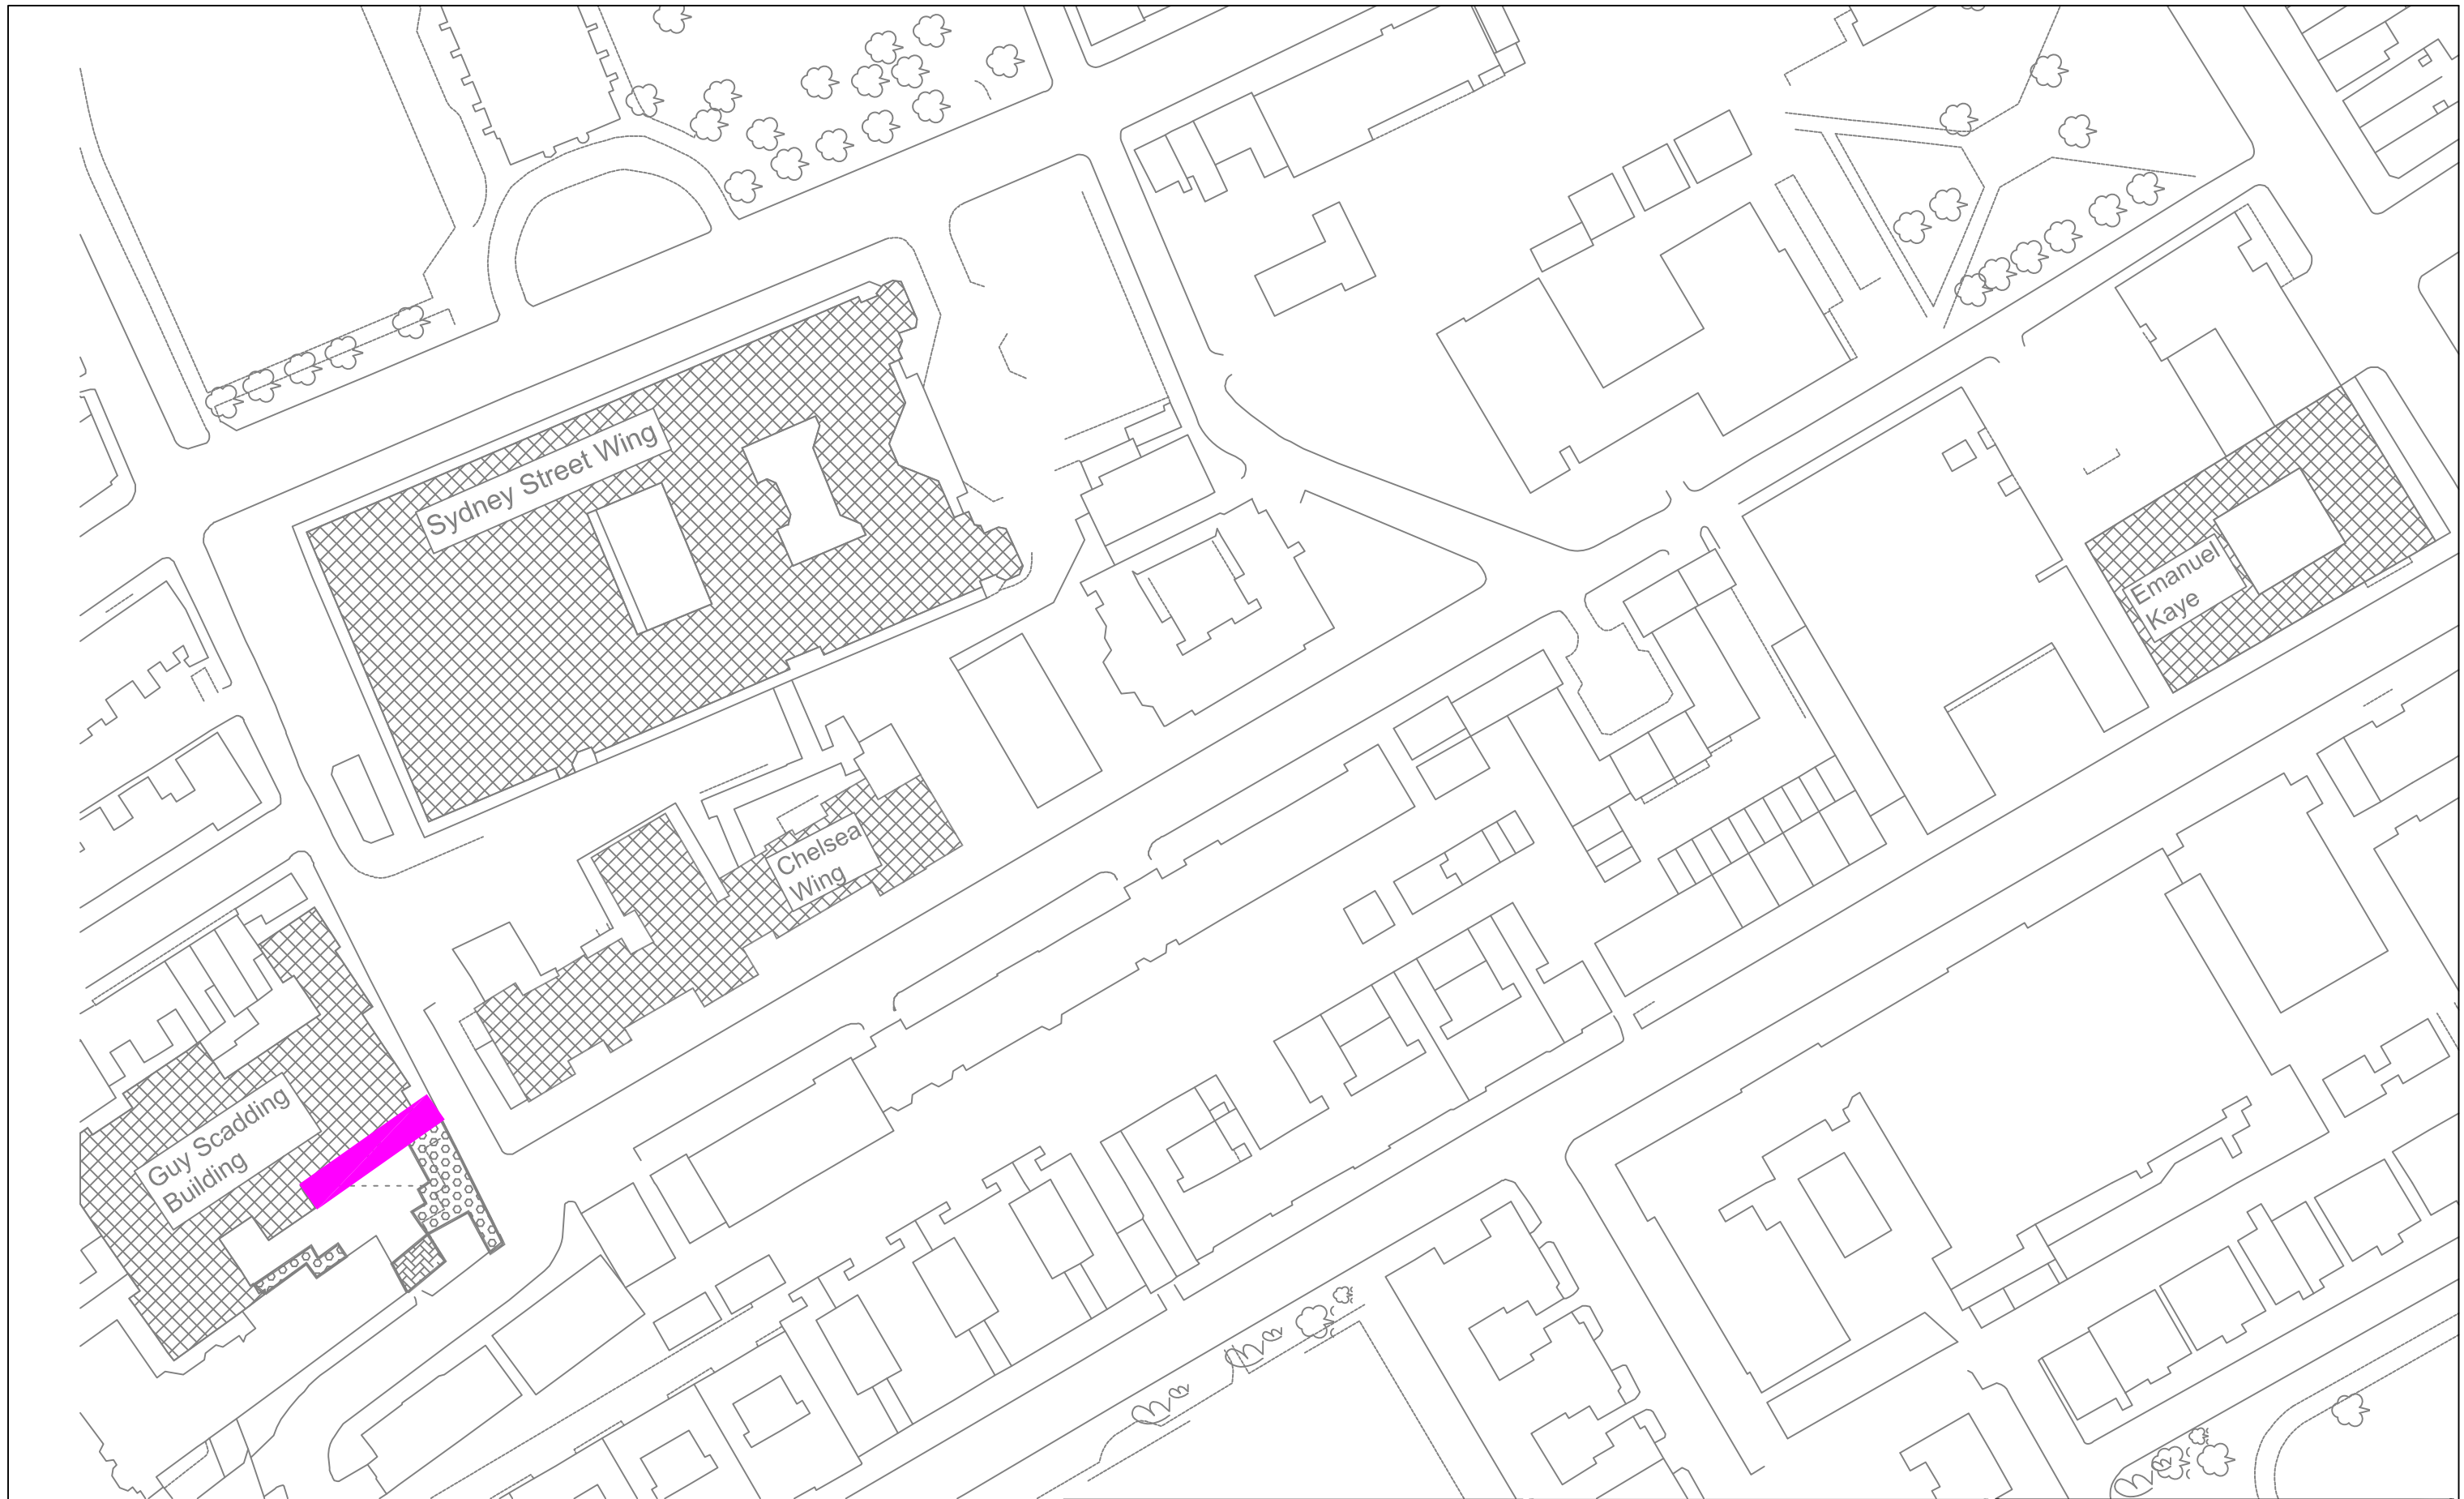 Sydney Street Wing
Emanuel
Kaye
Chelsea
Wing
Guy Scadding
Building